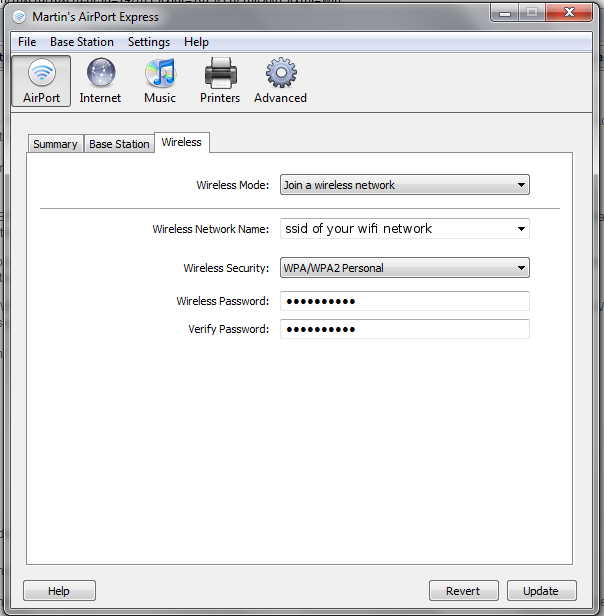 Martin's AirPort Express
File Base Station Settings Help
AirPort Internet Music Printers Advanced
Summary Base Station Wireless
Wireless Mode: Join a wireless network
Wireless Network Name: ssid of your wifi network
Wireless Security: WPA/WPA2 Personal
Wireless Password: ••••••••••
Verify Password: ••••••••••
Help Revert Update